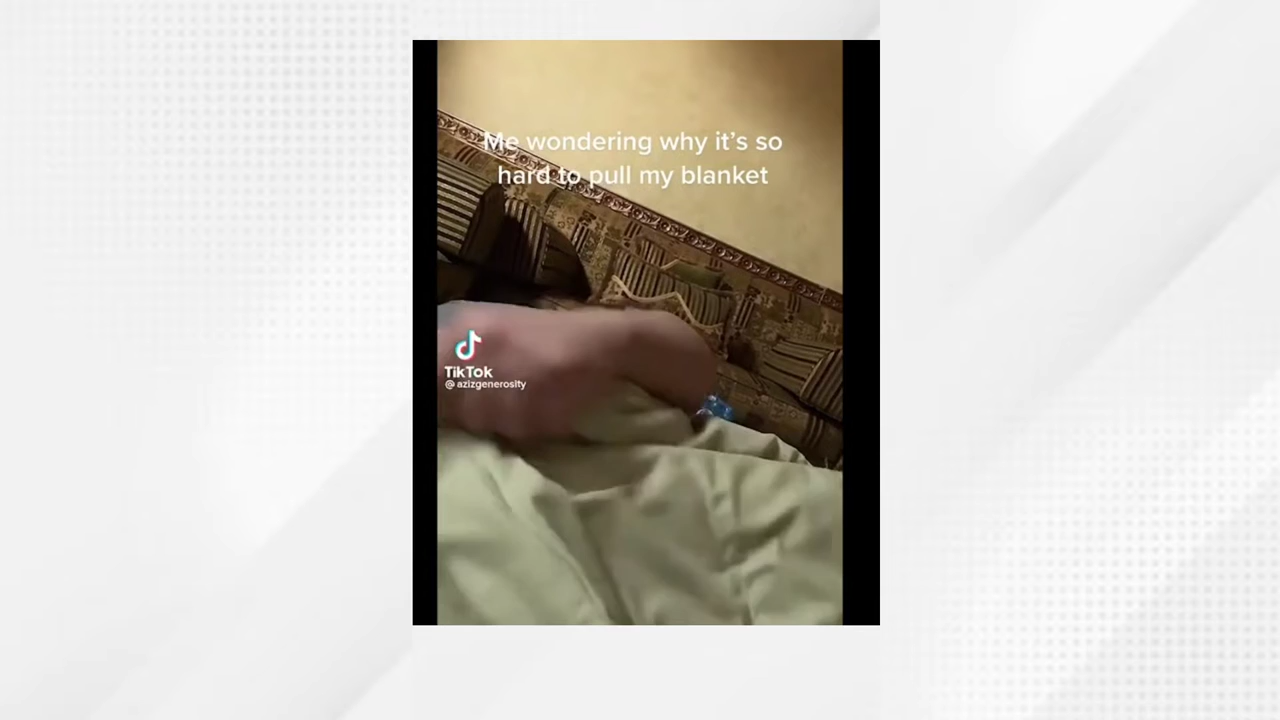 Me wondering why it's so
hard to pull my blanket
TikTok
@ azizgenerosity